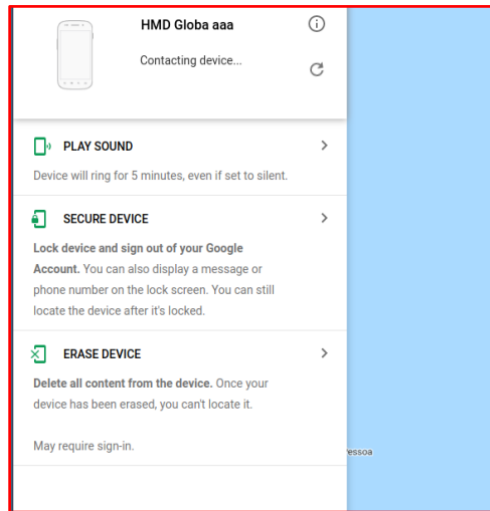 HMD Globa aaa
Contacting device...
PLAY SOUND
Device will ring for 5 minutes, even if set to silent.
SECURE DEVICE
Lock device and sign out of your Google
Account. You can also display a message or
phone number on the lock screen. You can still
locate the device after it's locked.
ERASE DEVICE
Delete all content from the device. Once your
device has been erased, you can't locate it.
May require sign-in.
essoa